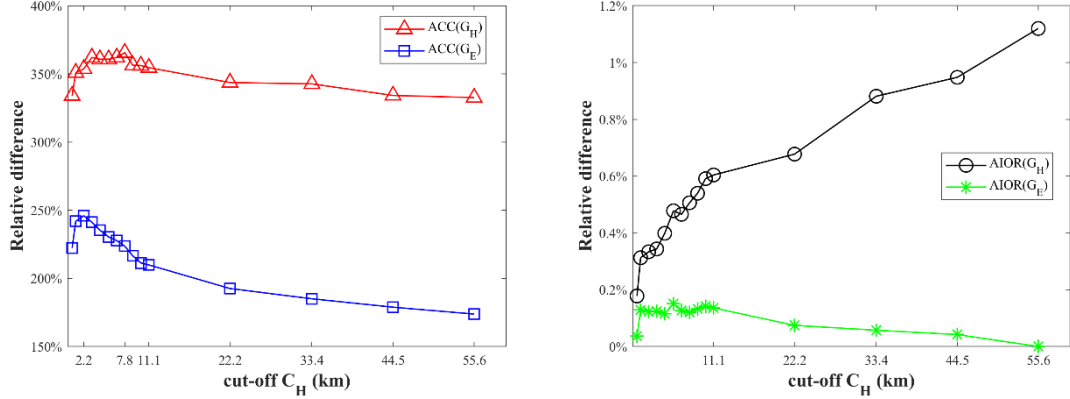 400%
350%
300%
250%
200%
150%
Relative difference
ACC(G_H)
ACC(G_E)
2.2 7.8 11.1 22.2 33.4 44.5 55.6
cut-off C_H (km)
1.2%
1%
0.8%
0.6%
0.4%
0.2%
0%
Relative difference
AIOR(G_H)
AIOR(G_E)
11.1 22.2 33.4 44.5 55.6
cut-off C_H (km)